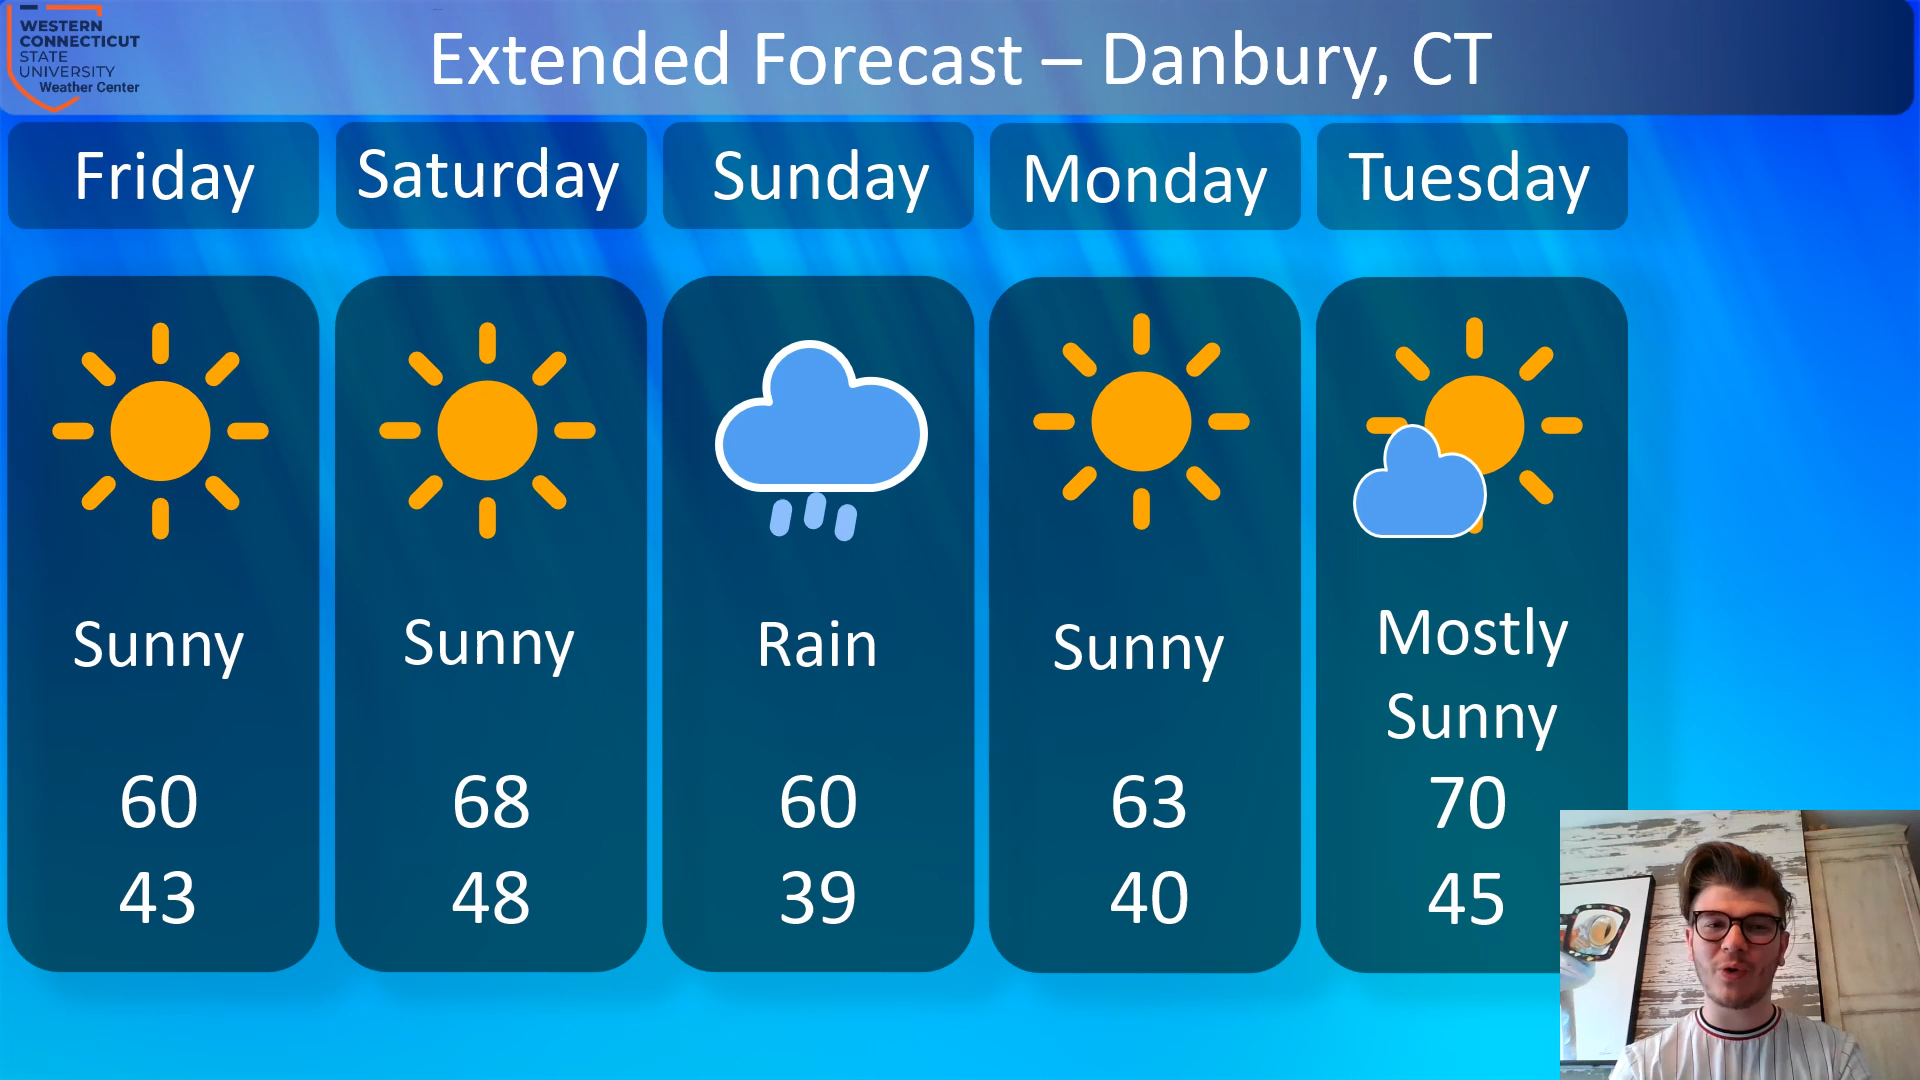 WESTERN
CONNECTICUT
STATE
UNIVERSITY
Weather Center
Extended Forecast – Danbury, CT
Friday
Saturday
Sunday
Monday
Tuesday
Sunny
Sunny
Rain
Sunny
Mostly
Sunny
60
68
60
63
70
43
48
39
40
45